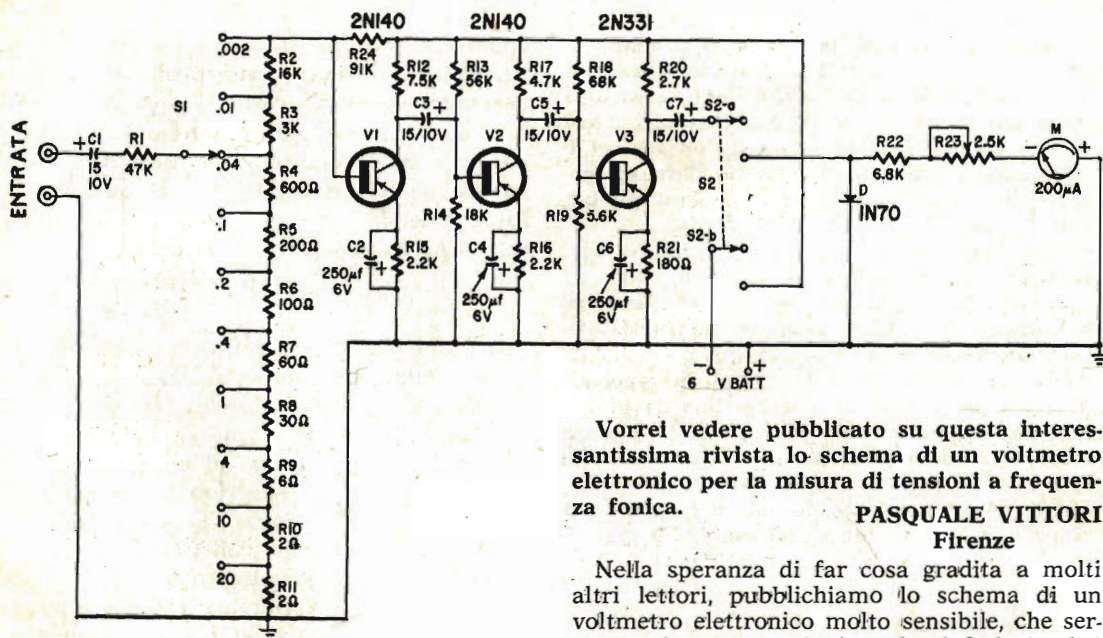 2N140
2N140
2N331
.002
R24
91K
R12
7.5K
R13
56K
R17
4.7K
R18
68K
R20
2.7K
R2
16K
.01
S1
R3
3K
.04
ENTRATA
+
C1
15
10V
R1
47K
C3
+
15/10V
C5
+
15/10V
C7
+
15/10V
S2-a
V1
V2
V3
S2
R22
6.8K
R23
2.5K
M
-
+
200µA
D
1N70
R4
600Ω
R14
18K
R19
5.6K
S2-b
.1
R5
200Ω
C2
250µf
6V
+
R15
2.2K
C4
250µf
6V
+
R16
2.2K
C6
250µf
6V
+
R21
180Ω
.2
R6
100Ω
.4
R7
60Ω
- +
6 V BATT
1
R8
30Ω
4
R9
6Ω
10
R10
2Ω
20
R11
2Ω
Vorrei vedere pubblicato su questa interes-
santissima rivista lo schema di un voltmetro
elettronico per la misura di tensioni a frequen-
za fonica.
PASQUALE VITTORI
Firenze
Nella speranza di far cosa gradita a molti
altri lettori, pubblichiamo lo schema di un
voltmetro elettronico molto sensibile, che ser-